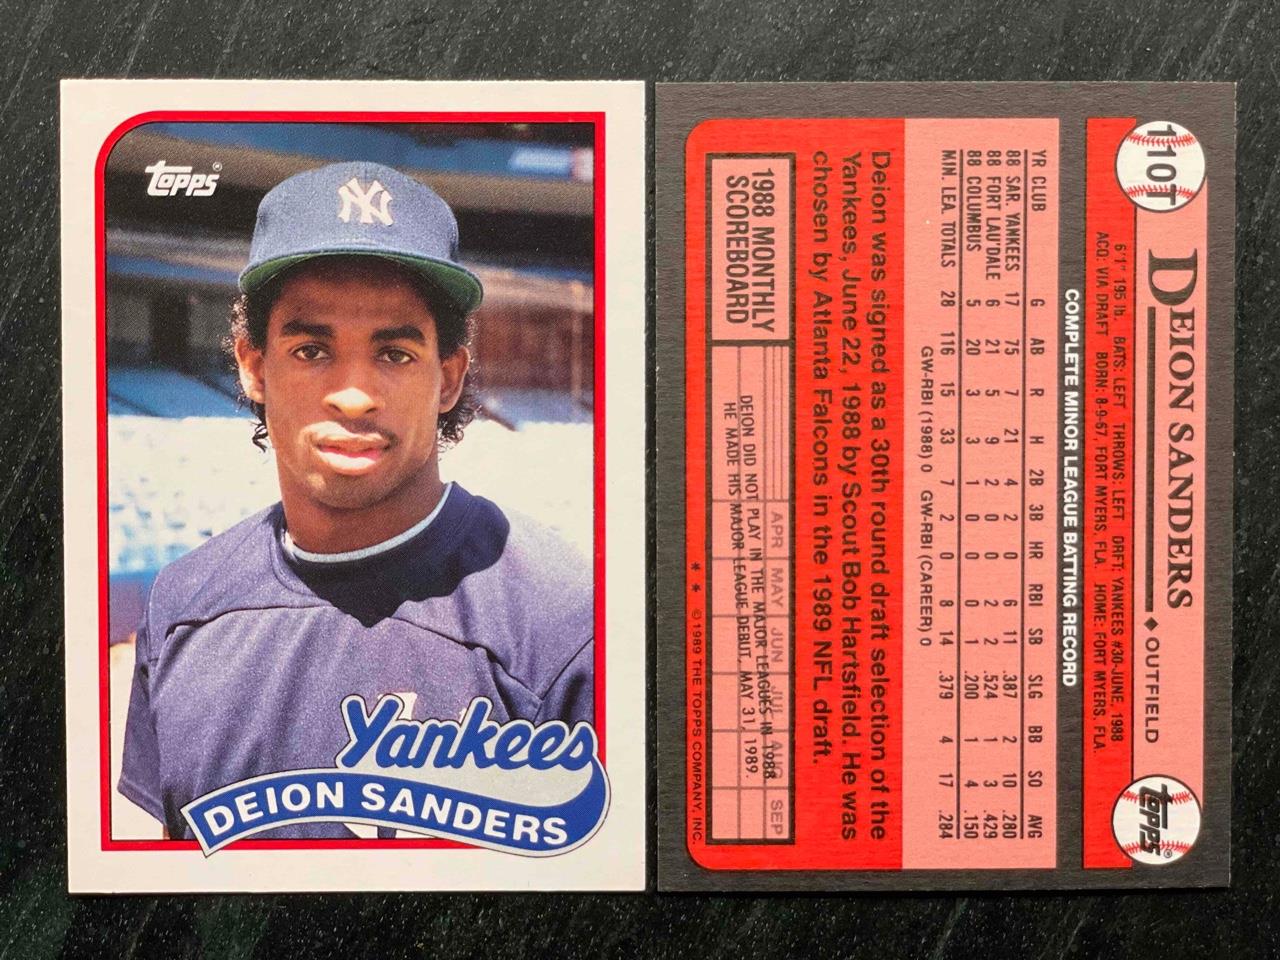 topps®
NY
Yankees
DEION SANDERS
110T
DEION SANDERS ◆ OUTFIELD
topps®
6'1" 195 lb. BATS: LEFT THROWS: LEFT DRFT: YANKEES #30-JUNE, 1988
ACQ: VIA DRAFT BORN: 8-9-67, FORT MYERS, FLA. HOME: FORT MYERS, FLA.
COMPLETE MINOR LEAGUE BATTING RECORD
YR CLUB G AB R H 2B 3B HR RBI SB SLG BB SO AVG
88 SAR. YANKEES 17 75 7 21 4 2 0 6 11 .387 2 10 .280
88 FORT LAU'DALE 6 21 5 9 2 0 0 2 2 .524 1 3 .429
88 COLUMBUS 5 20 3 3 1 0 0 0 1 .200 1 4 .150
MIN. LEA. TOTALS 28 116 15 33 7 2 0 8 14 .379 4 17 .284
GW-RBI (1988) 0 GW-RBI (CAREER) 0
Deion was signed as a 30th round draft selection of the
Yankees, June 22, 1988 by Scout Bob Hartsfield. He was
chosen by Atlanta Falcons in the 1989 NFL draft.
1988 MONTHLY
SCOREBOARD
APR MAY JUN JUL AUG SEP
DEION DID NOT PLAY IN THE MAJOR LEAGUES IN 1988
HE MADE HIS MAJOR LEAGUE DEBUT, MAY 31, 1989.
* * ©1989 THE TOPPS COMPANY, INC.